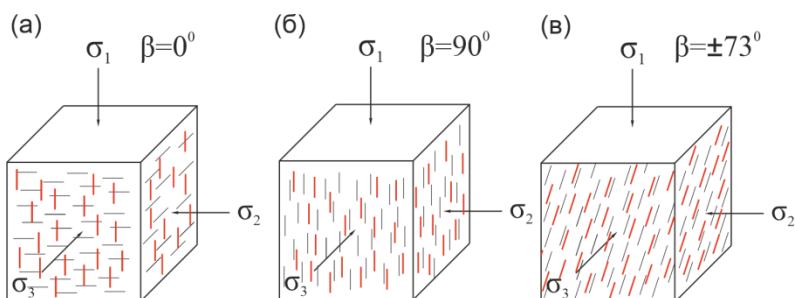 (а) σ₁ β=0⁰
σ₂
σ₃
(б) σ₁ β=90⁰
σ₂
σ₃
(в) σ₁ β=±73⁰
σ₂
σ₃